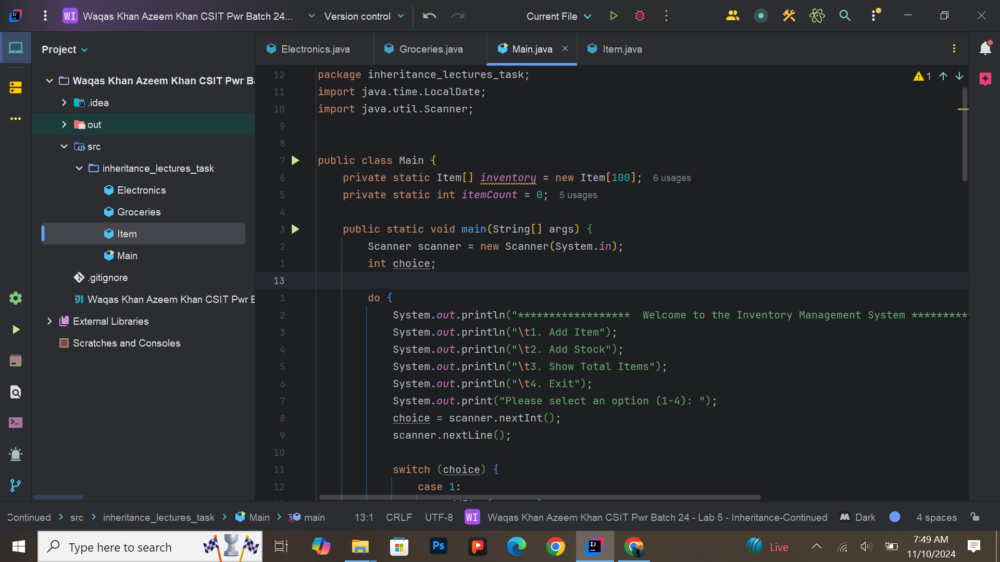 WI Waqas Khan Azeem Khan CSIT Pwr Batch 24... Version control Current File
Project
Waqas Khan Azeem Khan CSIT Pwr Ba
.idea
out
src
inheritance_lectures_task
Electronics
Groceries
Item
Main
.gitignore
Waqas Khan Azeem Khan CSIT Pwr B
External Libraries
Scratches and Consoles
Electronics.java Groceries.java Main.java Item.java
1
12 package inheritance_lectures_task;
11 import java.time.LocalDate;
10 import java.util.Scanner;
9
8
7 public class Main {
6 private static Item[] inventory = new Item[100]; 6 usages
5 private static int itemCount = 0; 5 usages
4
3 public static void main(String[] args) {
2 Scanner scanner = new Scanner(System.in);
1 int choice;
13
1 do {
2 System.out.println("****************** Welcome to the Inventory Management System **********
3 System.out.println("\t1. Add Item");
4 System.out.println("\t2. Add Stock");
5 System.out.println("\t3. Show Total Items");
6 System.out.println("\t4. Exit");
7 System.out.print("Please select an option (1-4): ");
8 choice = scanner.nextInt();
9 scanner.nextLine();
10
11 switch (choice) {
12 case 1:
Continued src inheritance_lectures_task Main main 13:1 CRLF UTF-8 WI Waqas Khan Azeem Khan CSIT Pwr Batch 24 - Lab 5 - Inheritance-Continued M Dark 4 spaces
Type here to search
Ps
IJ
Live
7:49 AM
11/10/2024